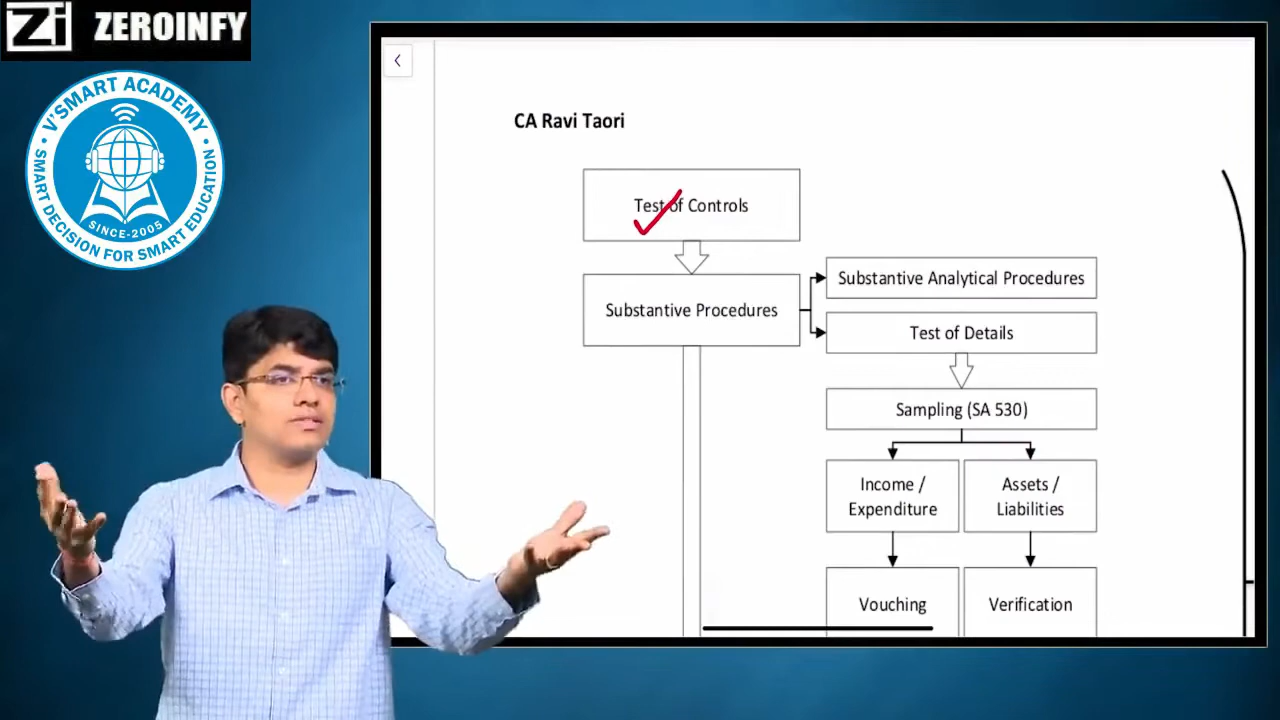 ZEROINFY
V'SMART ACADEMY
SMART DECISION FOR SMART EDUCATION
SINCE-2005
CA Ravi Taori
Test of Controls
Substantive Procedures
Substantive Analytical Procedures
Test of Details
Sampling (SA 530)
Income /
Expenditure
Assets /
Liabilities
Vouching
Verification